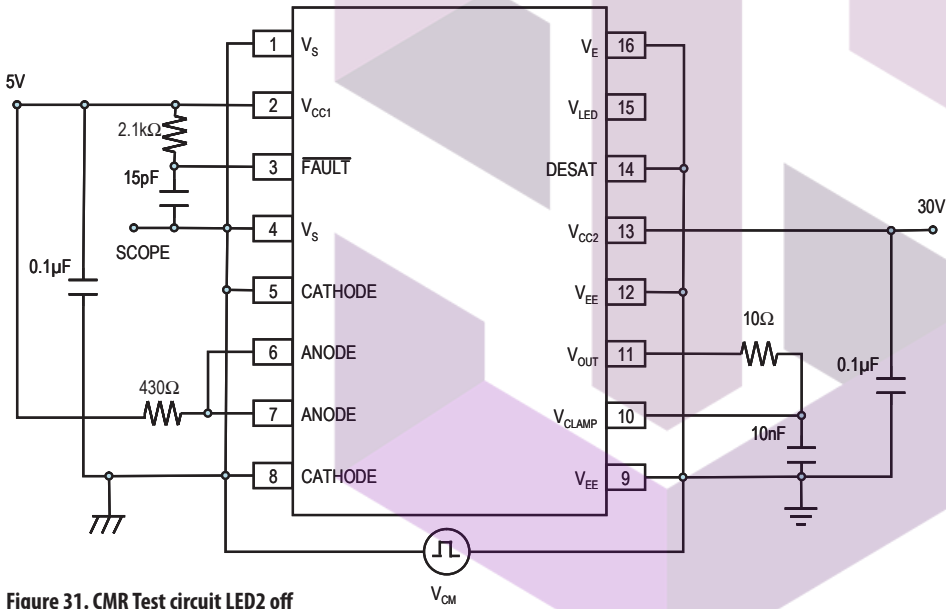 5V
2.1kΩ
15pF
SCOPE
0.1µF
430Ω
1 VS
2 VCC1
3 FAULT
4 VS
5 CATHODE
6 ANODE
7 ANODE
8 CATHODE
VE 16
VLED 15
DESAT 14
VCC2 13
VEE 12
VOUT 11
VCLAMP 10
VEE 9
30V
10Ω
0.1µF
10nF
VCM
Figure 31. CMR Test circuit LED2 off